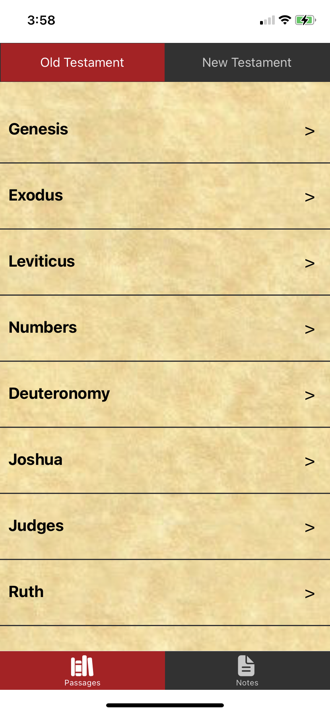 3:58
Old Testament New Testament
Genesis >
Exodus >
Leviticus >
Numbers >
Deuteronomy >
Joshua >
Judges >
Ruth >
Passages Notes